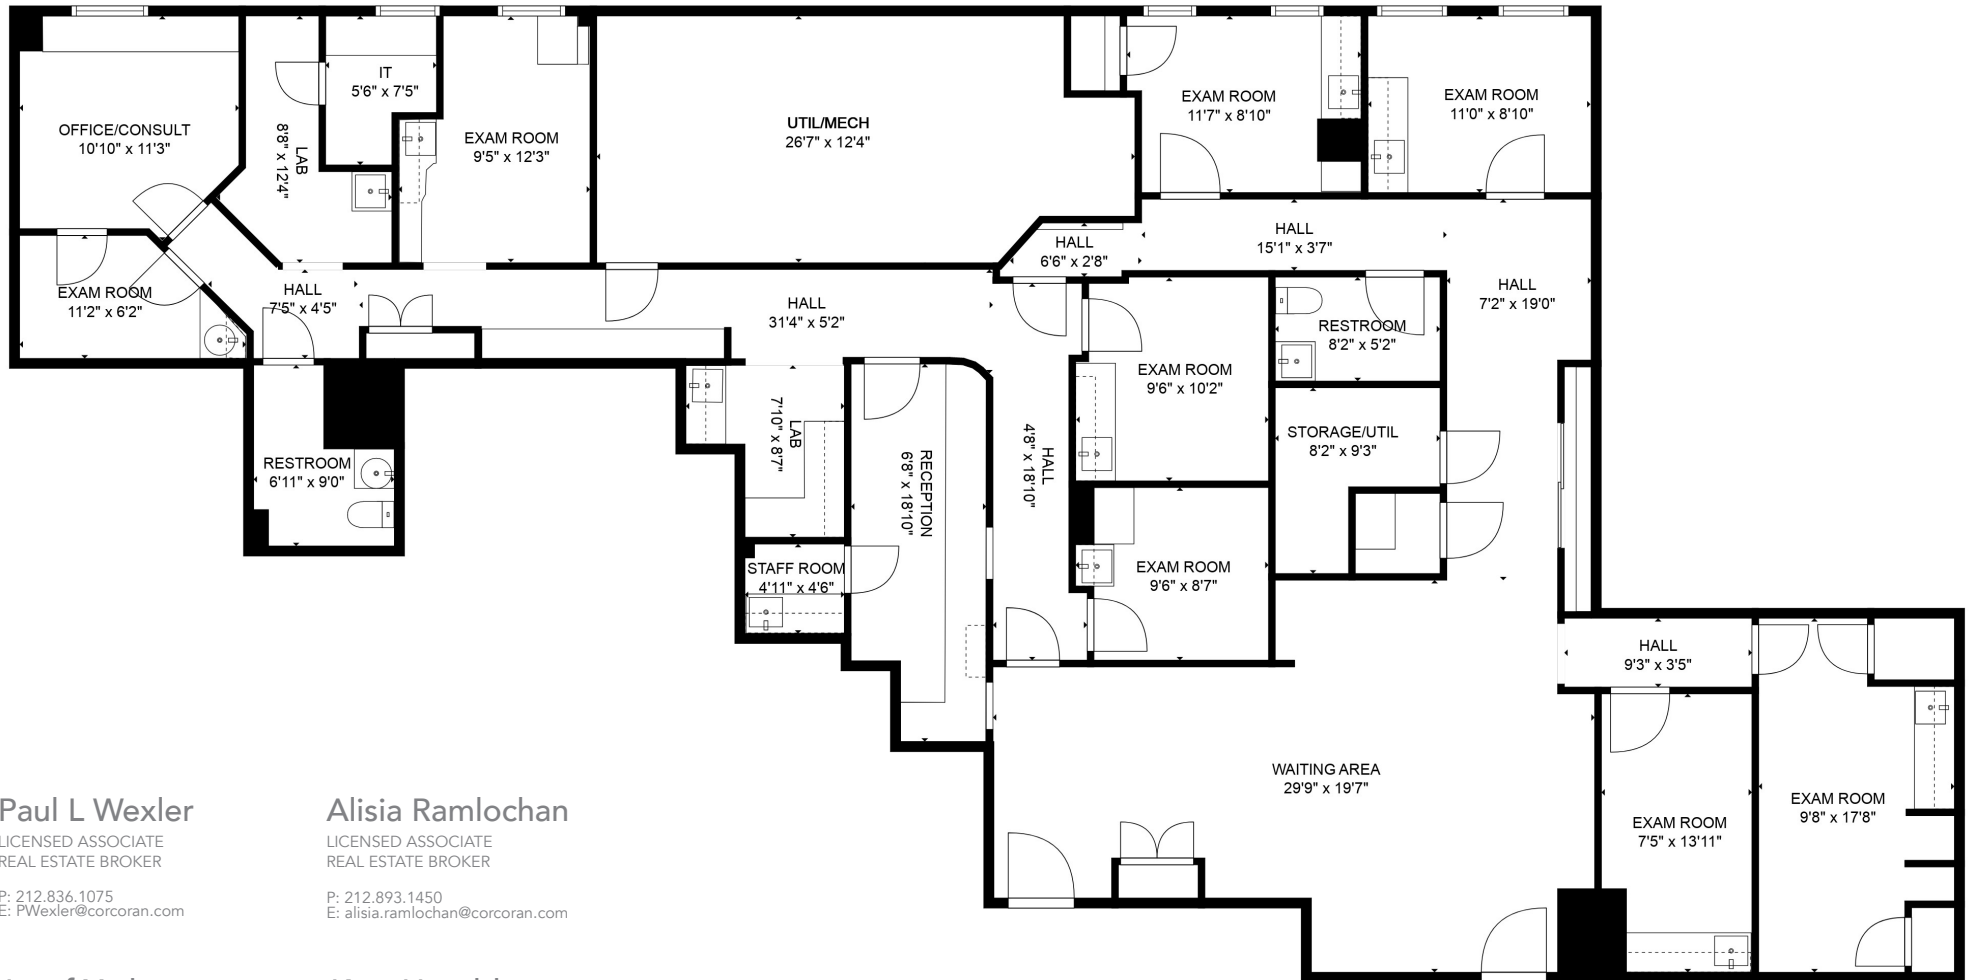 OFFICE/CONSULT
10'10" x 11'3"
LAB
8'8" x 12'4"
IT
5'6" x 7'5"
EXAM ROOM
9'5" x 12'3"
UTIL/MECH
26'7" x 12'4"
EXAM ROOM
11'7" x 8'10"
EXAM ROOM
11'0" x 8'10"
HALL
6'6" x 2'8"
HALL
15'1" x 3'7"
HALL
7'2" x 19'0"
EXAM ROOM
11'2" x 6'2"
HALL
7'5" x 4'5"
HALL
31'4" x 5'2"
RESTROOM
8'2" x 5'2"
EXAM ROOM
9'6" x 10'2"
LAB
7'10" x 8'7"
RECEPTION
6'8" x 18'10"
HALL
4'8" x 18'10"
STORAGE/UTIL
8'2" x 9'3"
RESTROOM
6'11" x 9'0"
STAFF ROOM
4'11" x 4'6"
EXAM ROOM
9'6" x 8'7"
HALL
9'3" x 3'5"
WAITING AREA
29'9" x 19'7"
EXAM ROOM
7'5" x 13'11"
EXAM ROOM
9'8" x 17'8"
Paul L Wexler
LICENSED ASSOCIATE
REAL ESTATE BROKER
P: 212.836.1075
E: PWexler@corcoran.com
Alisia Ramlochan
LICENSED ASSOCIATE
REAL ESTATE BROKER
P: 212.893.1450
E: alisia.ramlochan@corcoran.com